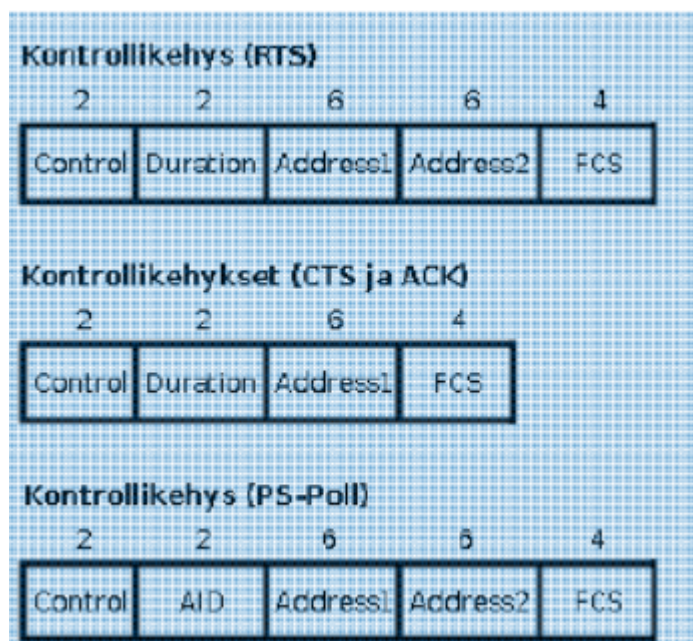 Kontrollikehys (RTS)
2 2 6 6 4
Control Duration Address1 Address2 FCS
Kontrollikehykset (CTS ja ACK)
2 2 6 4
Control Duration Address1 FCS
Kontrollikehys (PS-Poll)
2 2 6 6 4
Control AID Address1 Address2 FCS